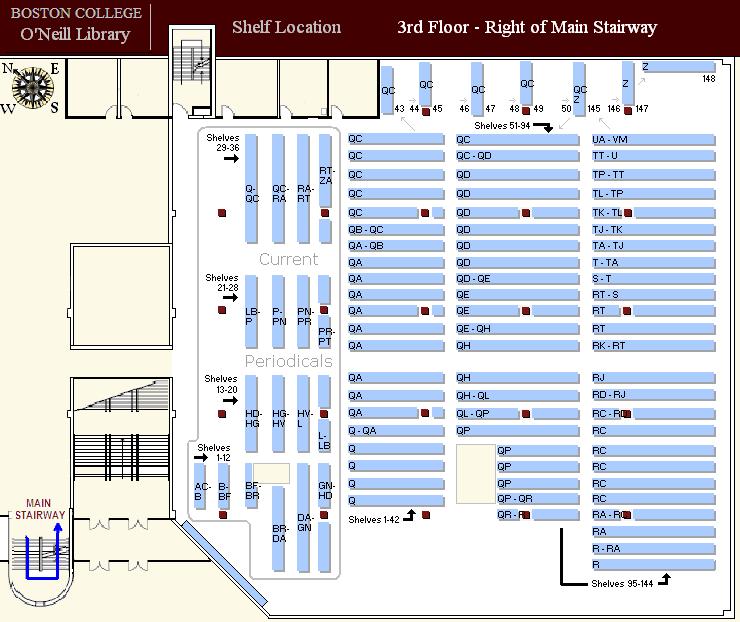 BOSTON COLLEGE
O'Neill Library
Shelf Location
3rd Floor - Right of Main Stairway
N E
W S
QC
QC
QC
QC
QC
Z
Z
Z
148
43 44 45 46 47 48 49 50 145 146 147
Shelves 51-94
Shelves
29-36
Q-
QC
QC-
RA
RA-
RT
RT-
ZA
Current
Shelves
21-28
LB-
P
P-
PN
PN-
PR
PR-
PT
Periodicals
Shelves
13-20
HD-
HG
HG-
HV
HV-
L
L-
LB
Shelves
1-12
AC-
B
B-
BF
BF-
BR
BR-
DA
DA-
GN
GN-
HD
MAIN
STAIRWAY
QC
QC
QC
QC
QC
QB - QC
QA - QB
QA
QA
QA
QA
QA
QA
QA
QA
QA
Q - QA
Q
Q
Q
Q
Shelves 1-42
QC
QC - QD
QD
QD
QD
QD
QD
QD
QD - QE
QE
QE
QE - QH
QH
QH
QH - QL
QL - QP
QP
QP
QP
QP
QP - QR
QR - R
UA - VM
TT - U
TP - TT
TL - TP
TK - TL
TJ - TK
TA - TJ
T - TA
S - T
RT - S
RT
RT
RK - RT
RJ
RD - RJ
RC - RD
RC
RC
RC
RC
RA - RC
RA
R - RA
R
Shelves 95-144